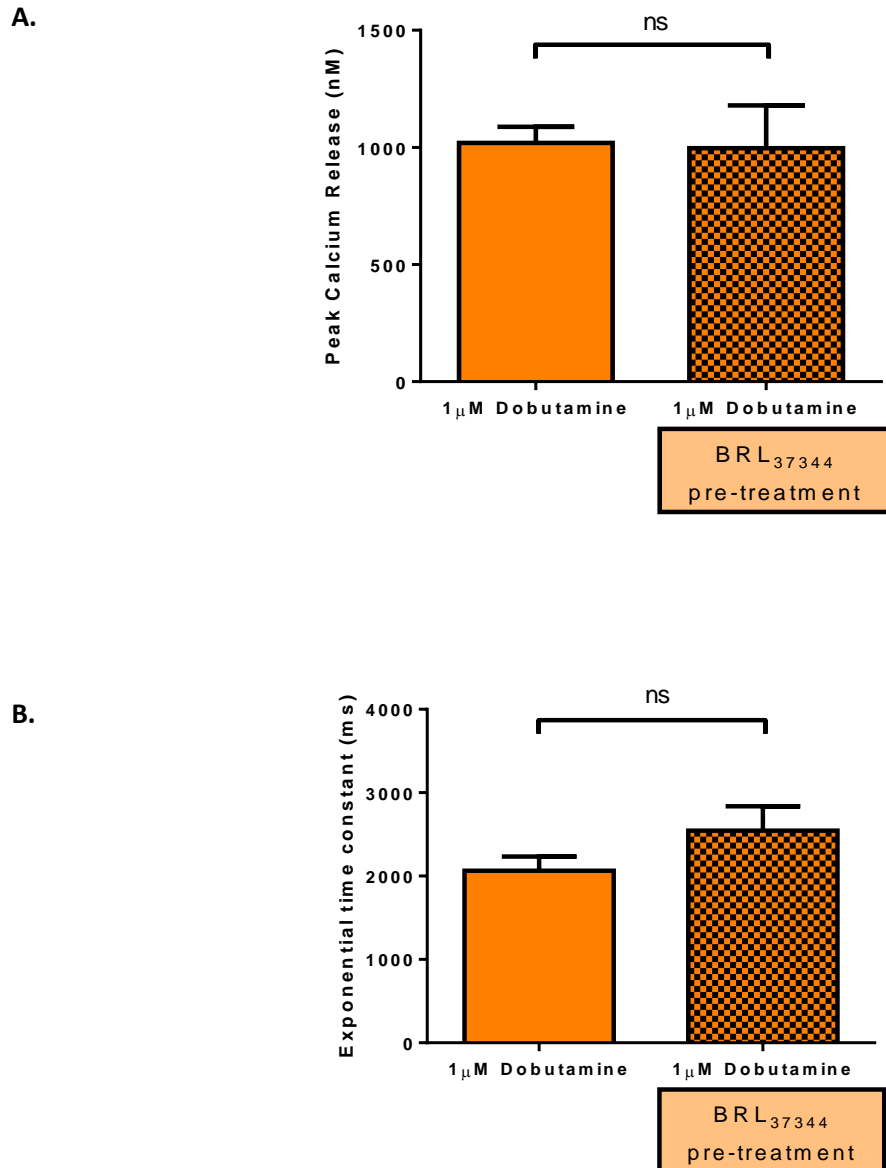 A.
Peak Calcium Release (nM)
1500
1000
500
0
ns
1μM Dobutamine
1μM Dobutamine
BRL37344
pre-treatment
B.
Exponential time constant (ms)
4000
3000
2000
1000
0
ns
1μM Dobutamine
1μM Dobutamine
BRL37344
pre-treatment